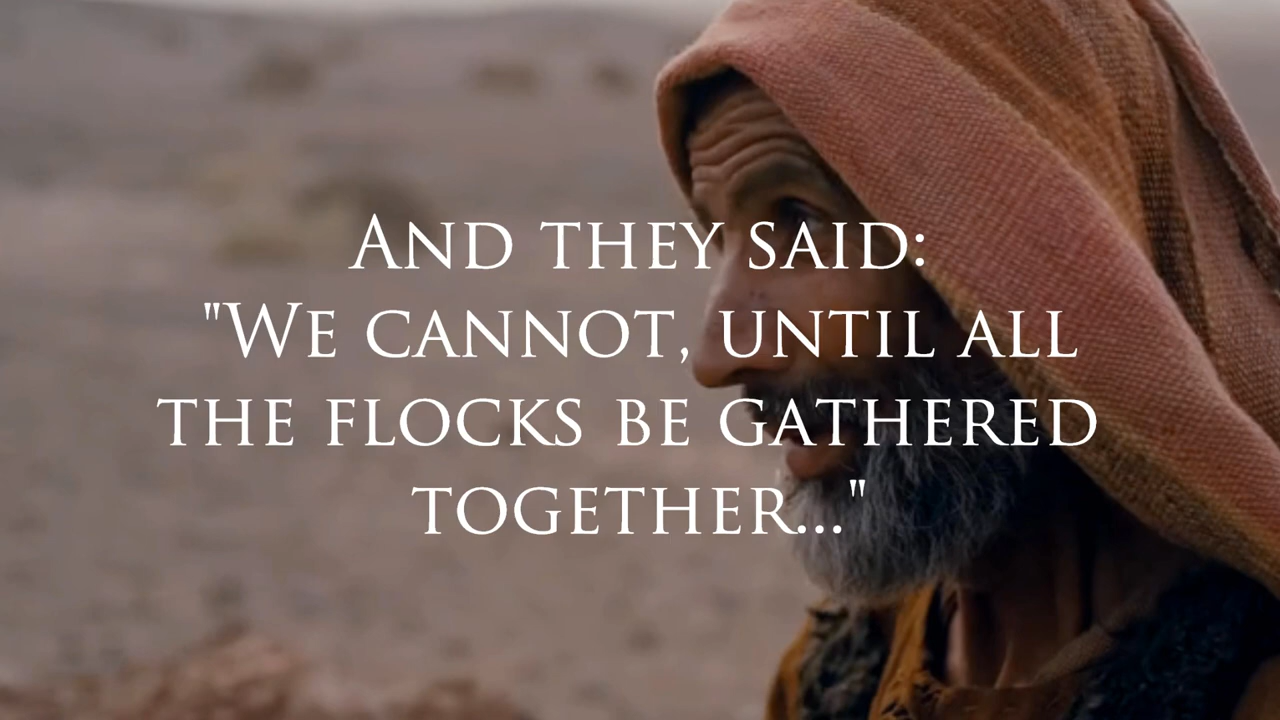 And they said:
"We cannot, until all
the flocks be gathered
together..."